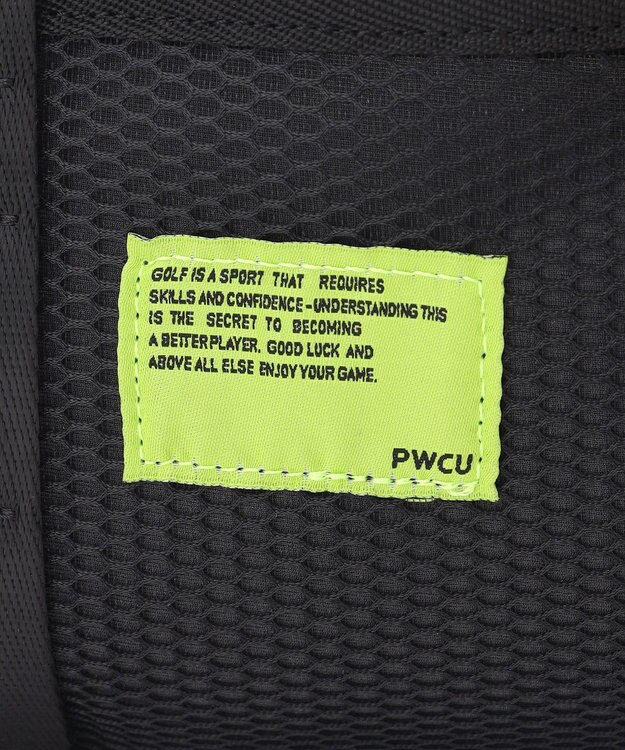 GOLF IS A SPORT THAT REQUIRES
SKILLS AND CONFIDENCE-UNDERSTANDING THIS
IS THE SECRET TO BECOMING
A BETTER PLAYER. GOOD LUCK AND
ABOVE ALL ELSE ENJOY YOUR GAME.
PWCU